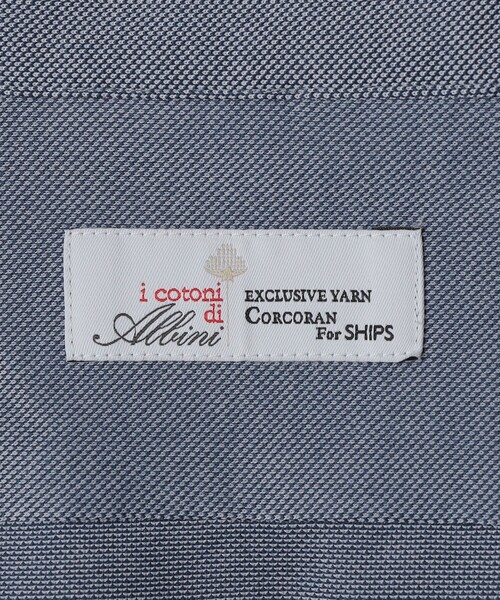 i cotoni
di
Albini
EXCLUSIVE YARN
CORCORAN
For SHIPS